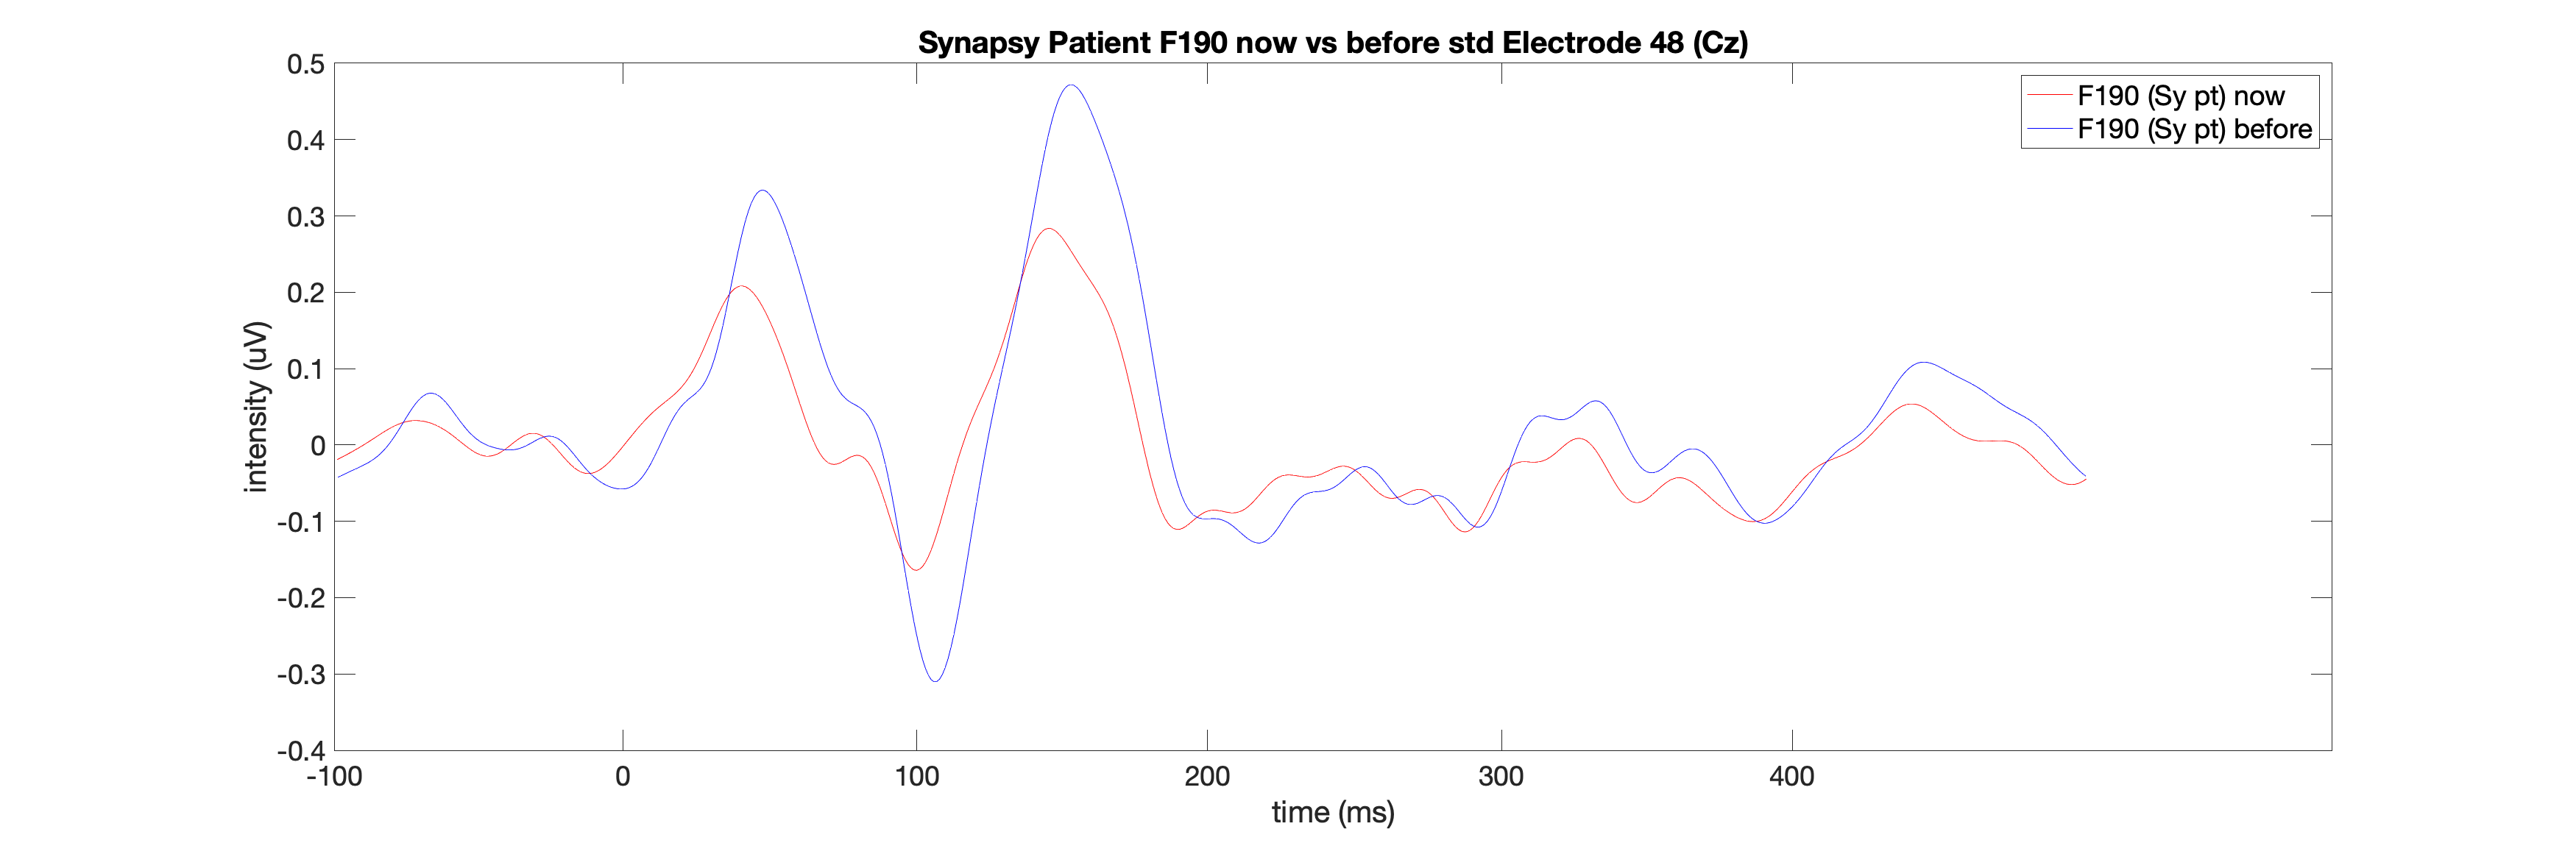 Synapsy Patient F190 now vs before std Electrode 48 (Cz)
F190 (Sy pt) now
F190 (Sy pt) before
intensity (uV)
0.5
0.4
0.3
0.2
0.1
0
-0.1
-0.2
-0.3
-0.4
-100 0 100 200 300 400
time (ms)